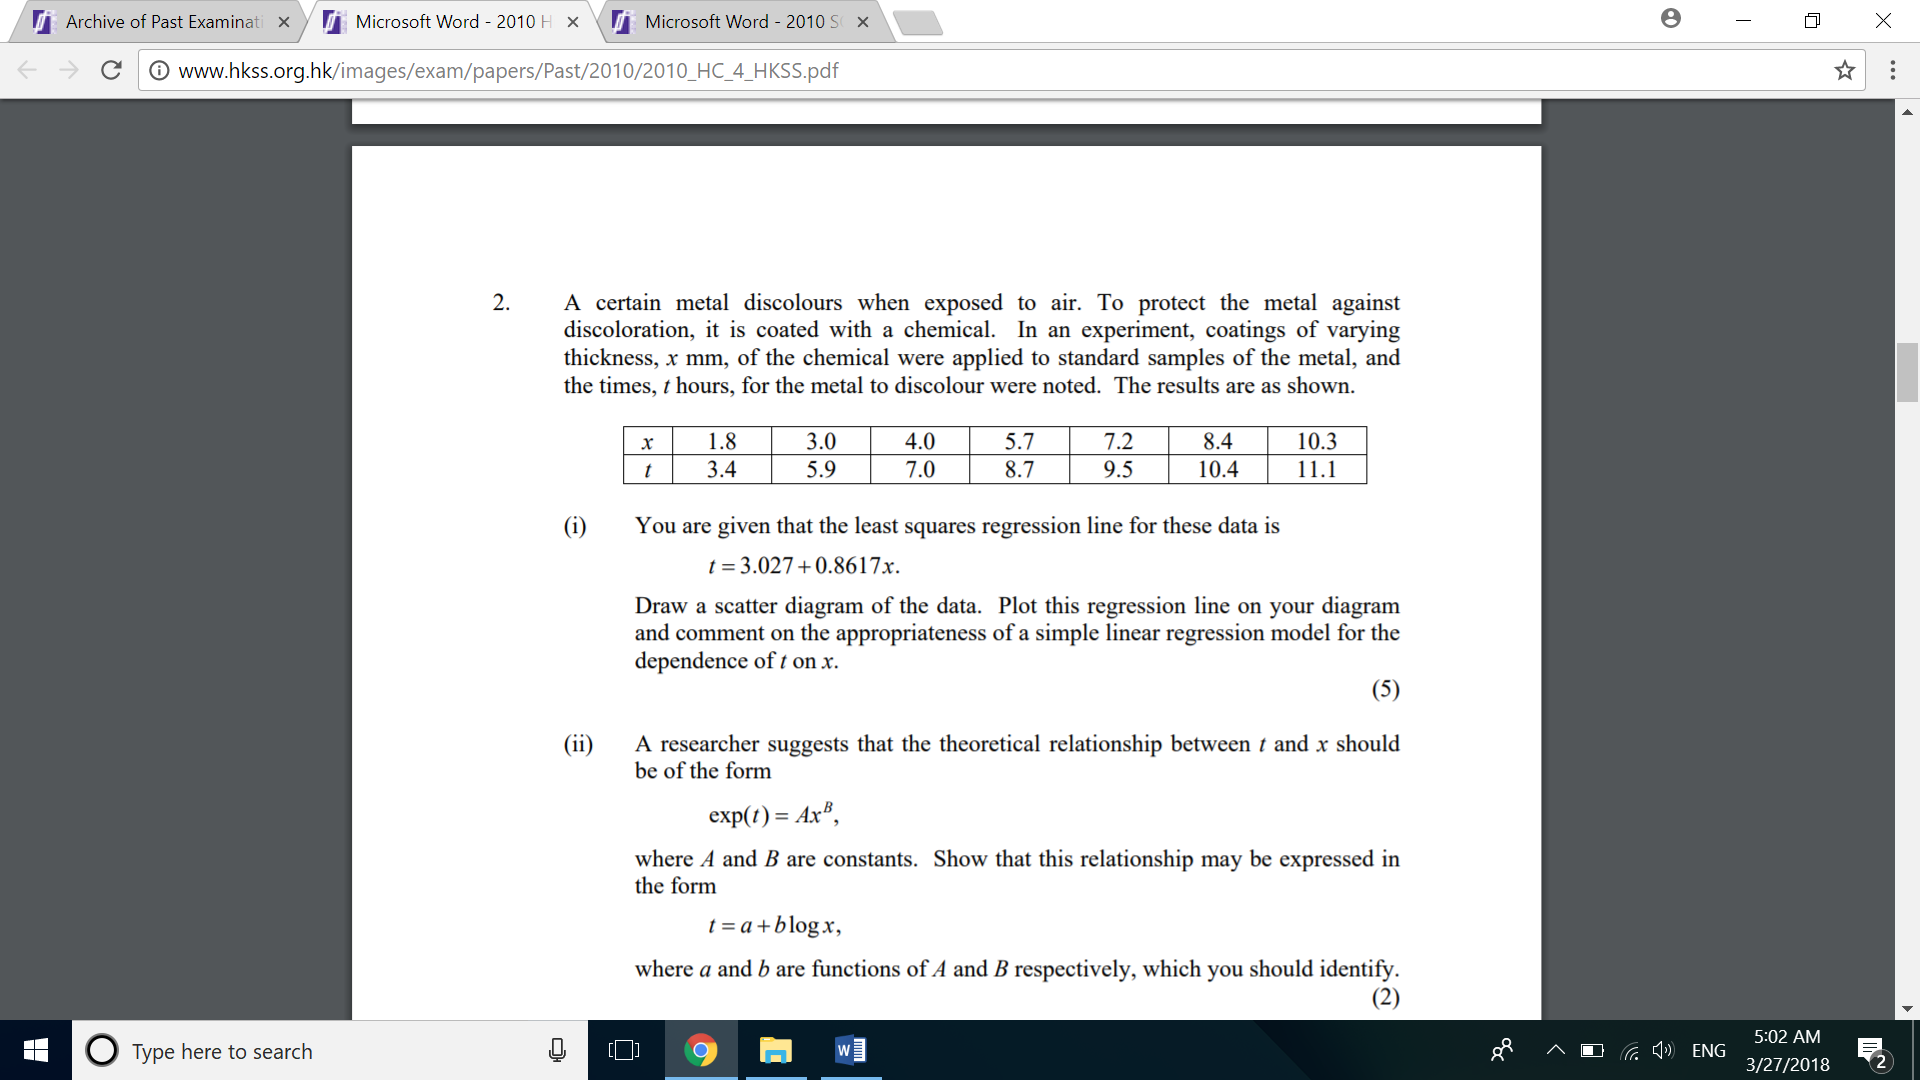 Archive of Past Examinati
Microsoft Word - 2010 H
Microsoft Word - 2010 S
www.hkss.org.hk/images/exam/papers/Past/2010/2010_HC_4_HKSS.pdf
2. A certain metal discolours when exposed to air. To protect the metal against
discoloration, it is coated with a chemical. In an experiment, coatings of varying
thickness, x mm, of the chemical were applied to standard samples of the metal, and
the times, t hours, for the metal to discolour were noted. The results are as shown.
x 1.8 3.0 4.0 5.7 7.2 8.4 10.3
t 3.4 5.9 7.0 8.7 9.5 10.4 11.1
(i) You are given that the least squares regression line for these data is
t = 3.027 + 0.8617x.
Draw a scatter diagram of the data. Plot this regression line on your diagram
and comment on the appropriateness of a simple linear regression model for the
dependence of t on x.
(5)
(ii) A researcher suggests that the theoretical relationship between t and x should
be of the form
exp(t) = Ax^B,
where A and B are constants. Show that this relationship may be expressed in
the form
t = a + b log x,
where a and b are functions of A and B respectively, which you should identify.
(2)
Type here to search
ENG
5:02 AM
3/27/2018
2